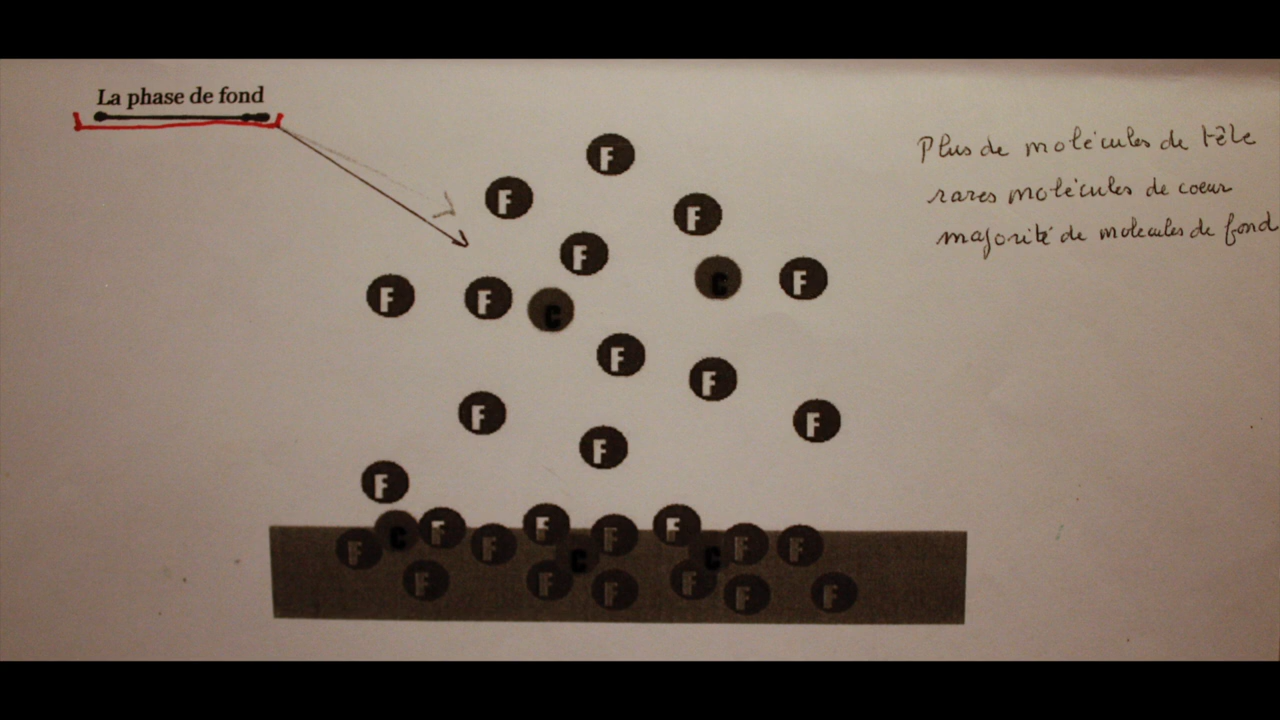 La phase de fond
Plus de molécules de tête
rares molécules de coeur
majorité de molecules de fond
F
F
F
F
C
F
F
F
C
F
F
F
F
F
F
C
F
F
F
F
F
F
F
F
C
C
F
F
F
F
F
F